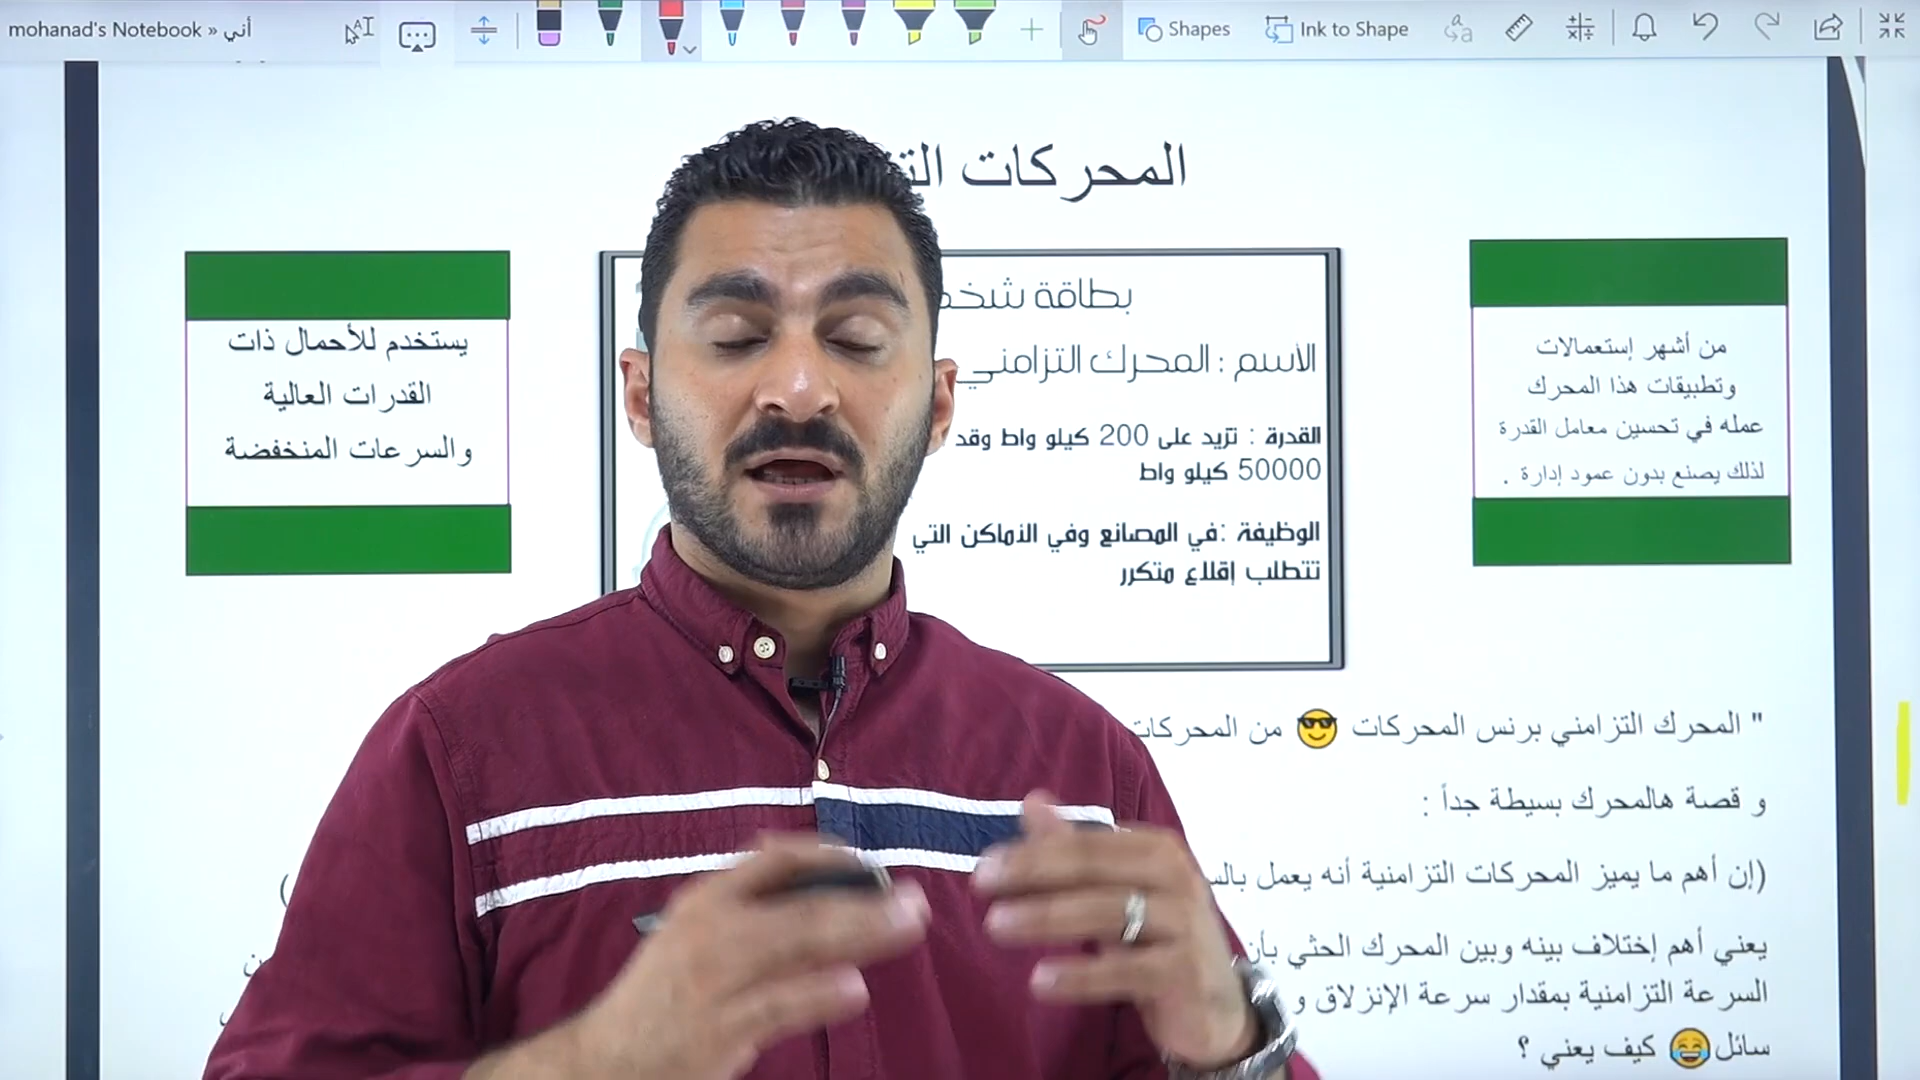 mohanad's Notebook » أني
Shapes
Ink to Shape
المحركات
من أشهر إستعمالات
وتطبيقات هذا المحرك
عمله في تحسين معامل القدرة
لذلك يصنع بدون عمود إدارة .
بطاقة
الأسم : المحرك التزامني
القدرة : تزيد على 200 كيلو واط وقد
50000 كيلو واط
الوظيفة :في المصانع وفي الأماكن التي
تتطلب إقلاع متكرر
يستخدم للأحمال ذات
القدرات العالية
والسرعات المنخفضة
" المحرك التزامني برنس المحركات 😎 من المحركات
و قصة هالمحرك بسيطة جداً :
(إن أهم ما يميز المحركات التزامنية أنه يعمل )
يعني أهم إختلاف بينه وبين المحرك الحثي بأن
السرعة التزامنية بمقدار سرعة الإنزلاق و
سائل😂 كيف يعني ؟